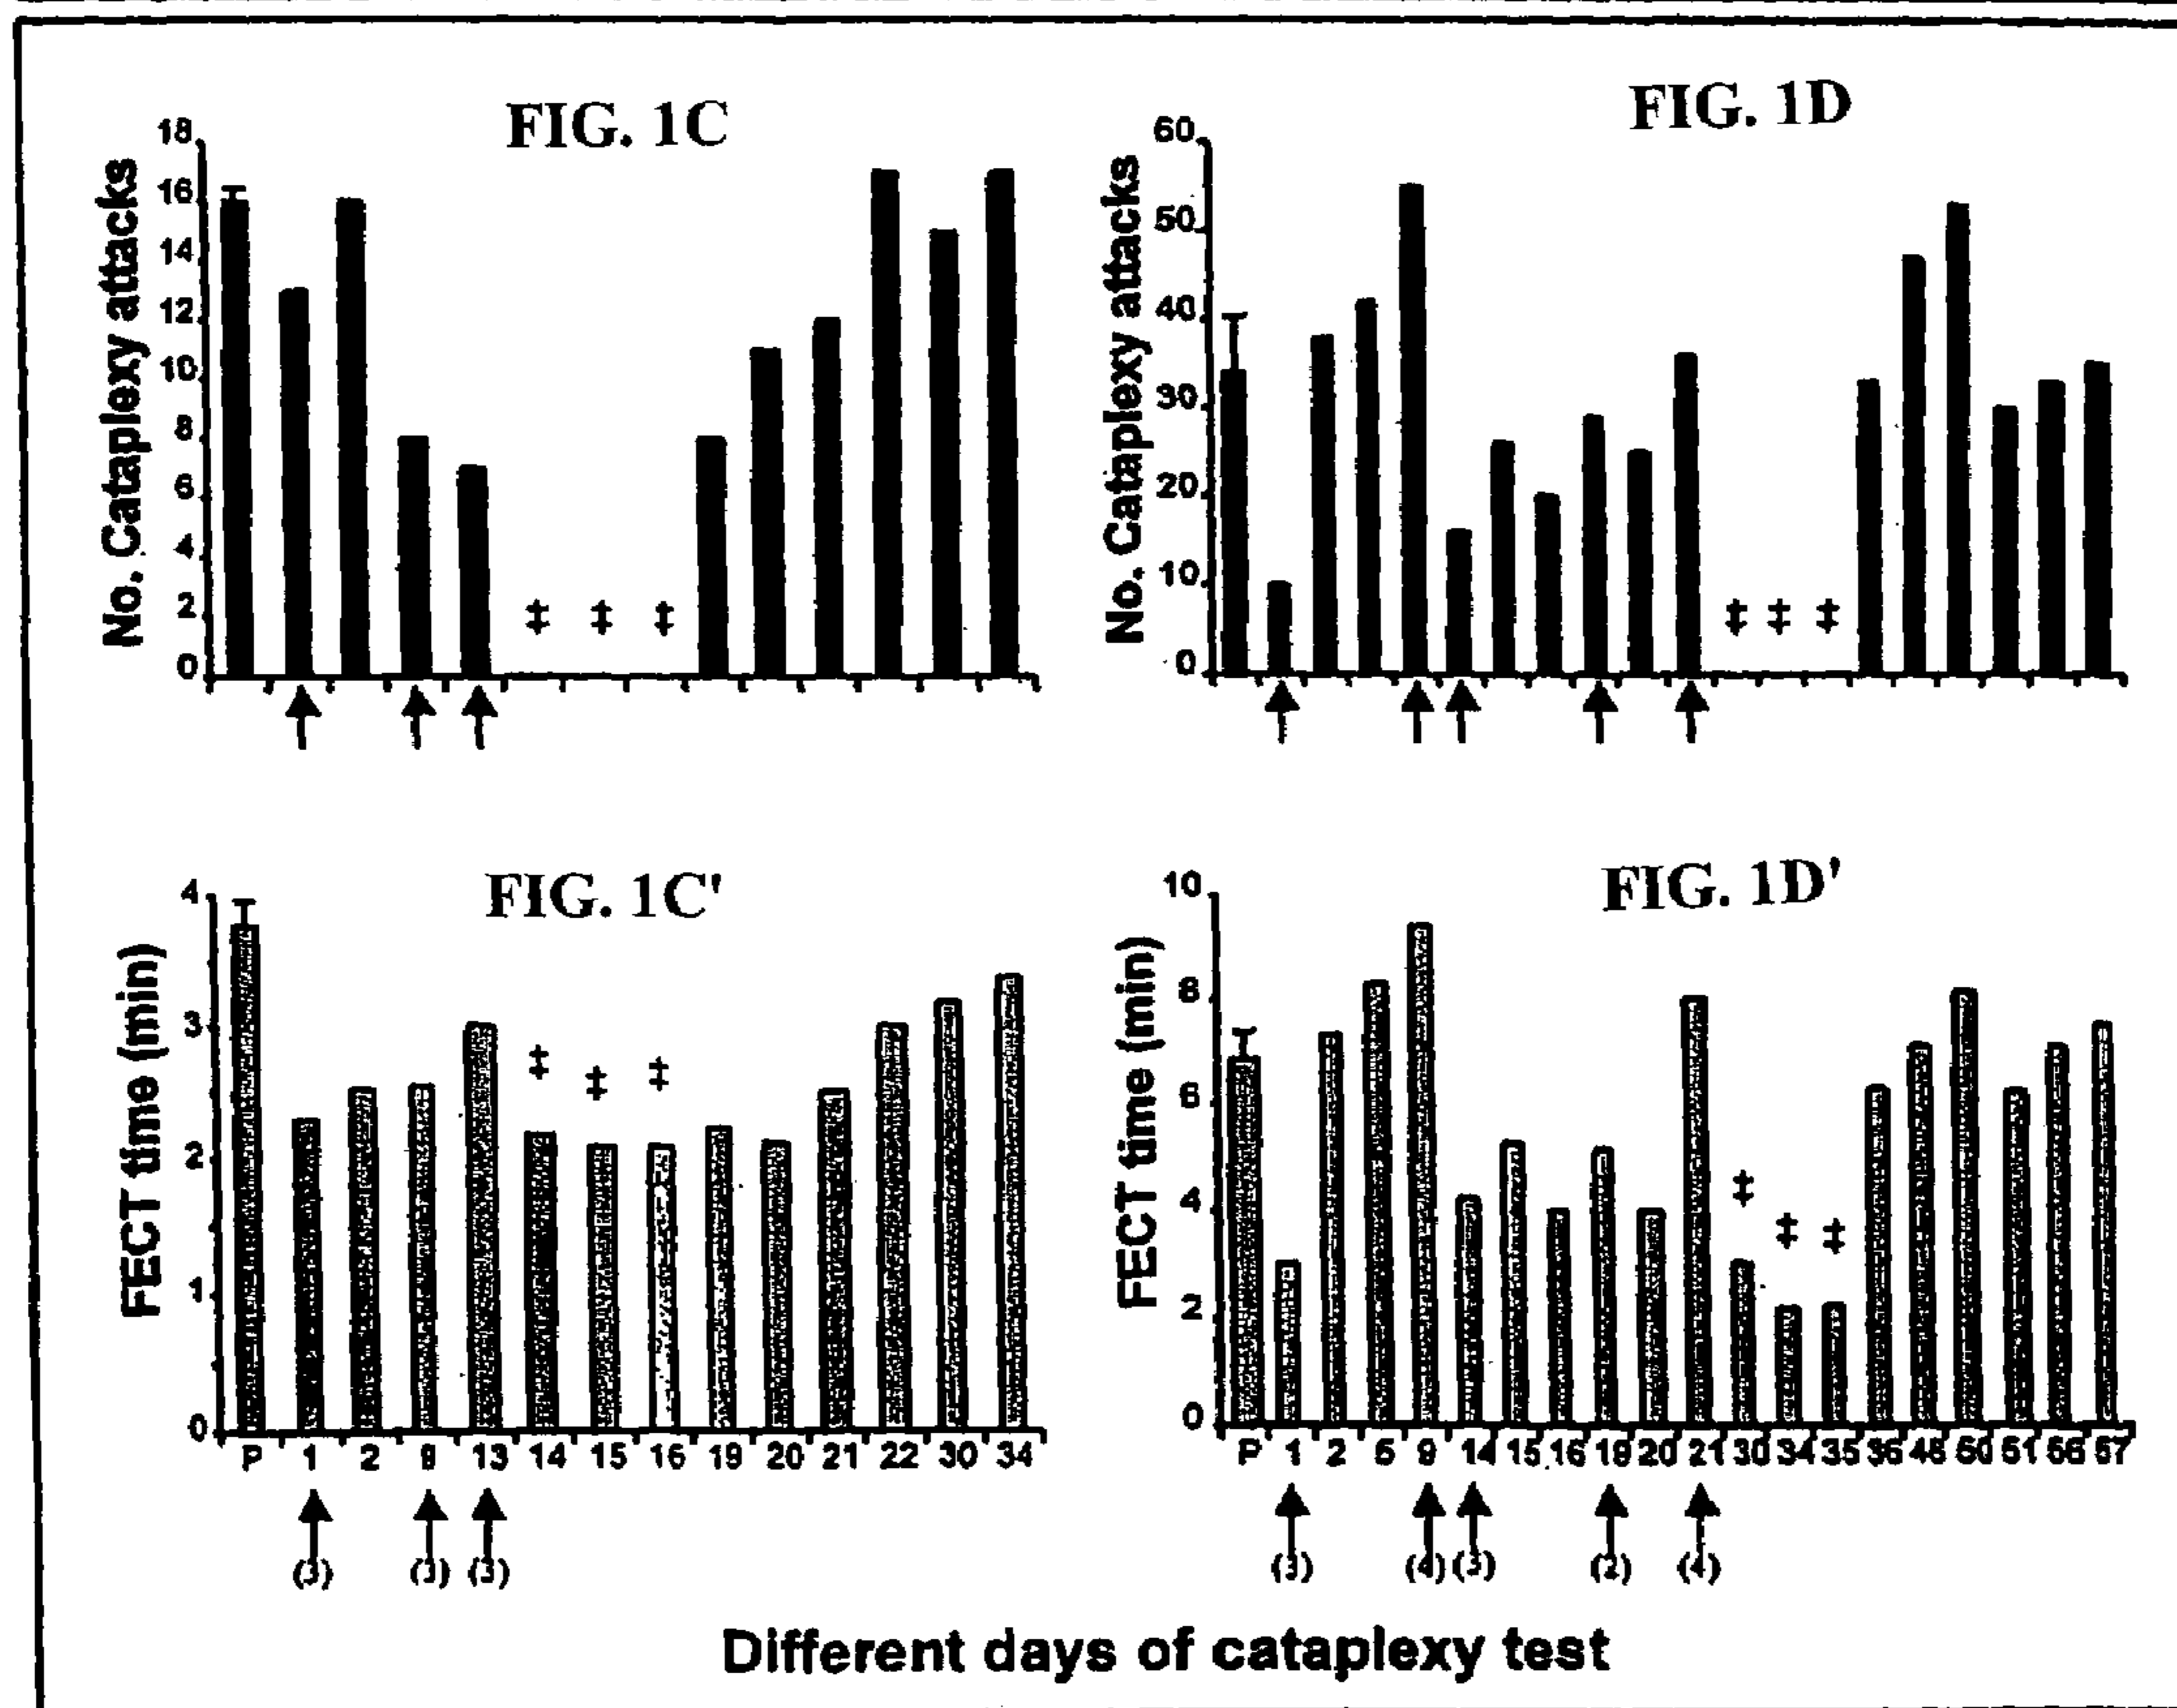 FIG. 1C
No. Cataplexy attacks
18
16
14
12
10
8
6
4
2
0
‡ ‡ ‡
FIG. 1D
No. Cataplexy attacks
60
50
40
30
20
10
0
‡ ‡ ‡
FIG. 1C'
FECT time (min)
4
3
2
1
0
‡ ‡ ‡
P 1 2 8 13 14 15 16 19 20 21 22 30 34
(3) (3) (3)
FIG. 1D'
FECT time (min)
10
8
6
4
2
0
‡ ‡ ‡
P 1 2 5 9 14 15 16 18 20 21 30 34 35 36 48 50 51 56 57
(3) (4) (3) (2) (4)
Different days of cataplexy test